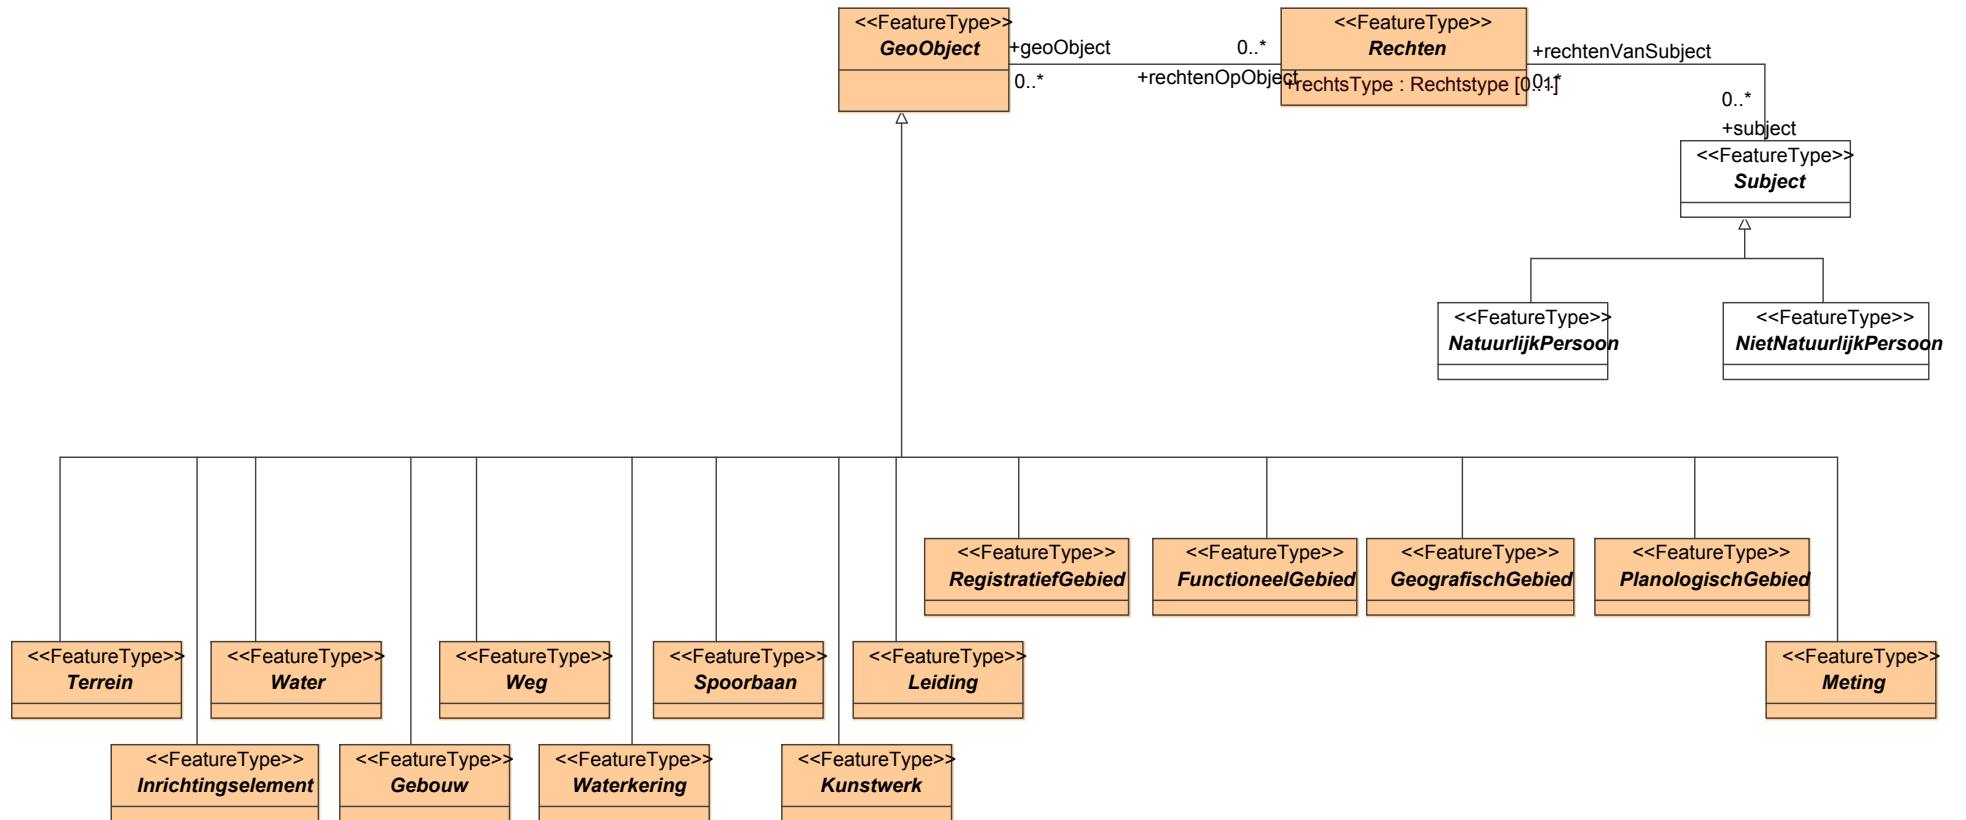 <<FeatureType>>
GeoObject
+geoObject
0..*
0..*
+rechtenOpObject
<<FeatureType>>
Rechten
+rechtsType : Rechtstype [0..1]
+rechtenVanSubject
0..*
0..*
+subject
<<FeatureType>>
Subject
<<FeatureType>>
NatuurlijkPersoon
<<FeatureType>>
NietNatuurlijkPersoon
<<FeatureType>>
RegistratiefGebied
<<FeatureType>>
FunctioneelGebied
<<FeatureType>>
GeografischGebied
<<FeatureType>>
PlanologischGebied
<<FeatureType>>
Terrein
<<FeatureType>>
Water
<<FeatureType>>
Weg
<<FeatureType>>
Spoorbaan
<<FeatureType>>
Leiding
<<FeatureType>>
Meting
<<FeatureType>>
Inrichtingselement
<<FeatureType>>
Gebouw
<<FeatureType>>
Waterkering
<<FeatureType>>
Kunstwerk